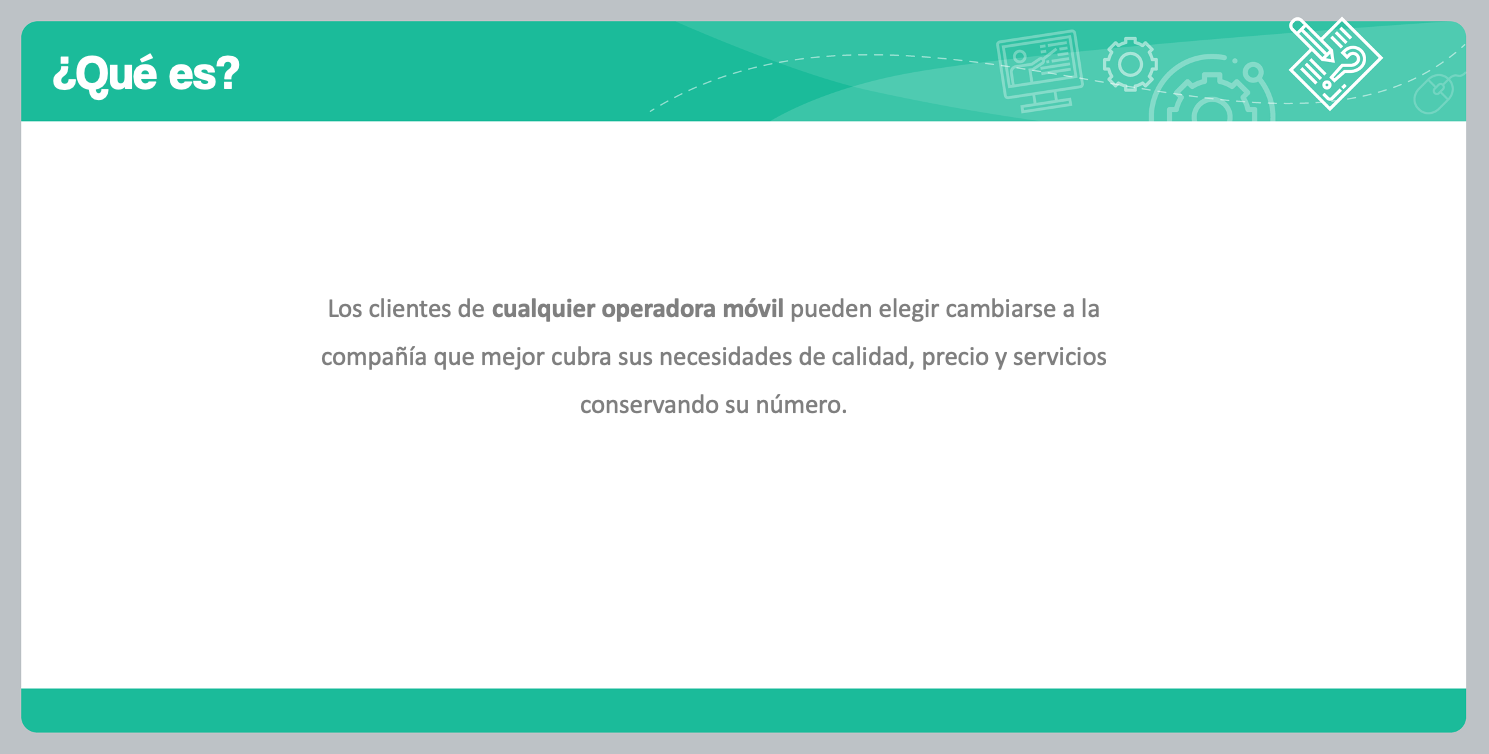 ¿Qué es?
Los clientes de cualquier operadora móvil pueden elegir cambiarse a la
compañía que mejor cubra sus necesidades de calidad, precio y servicios
conservando su número.